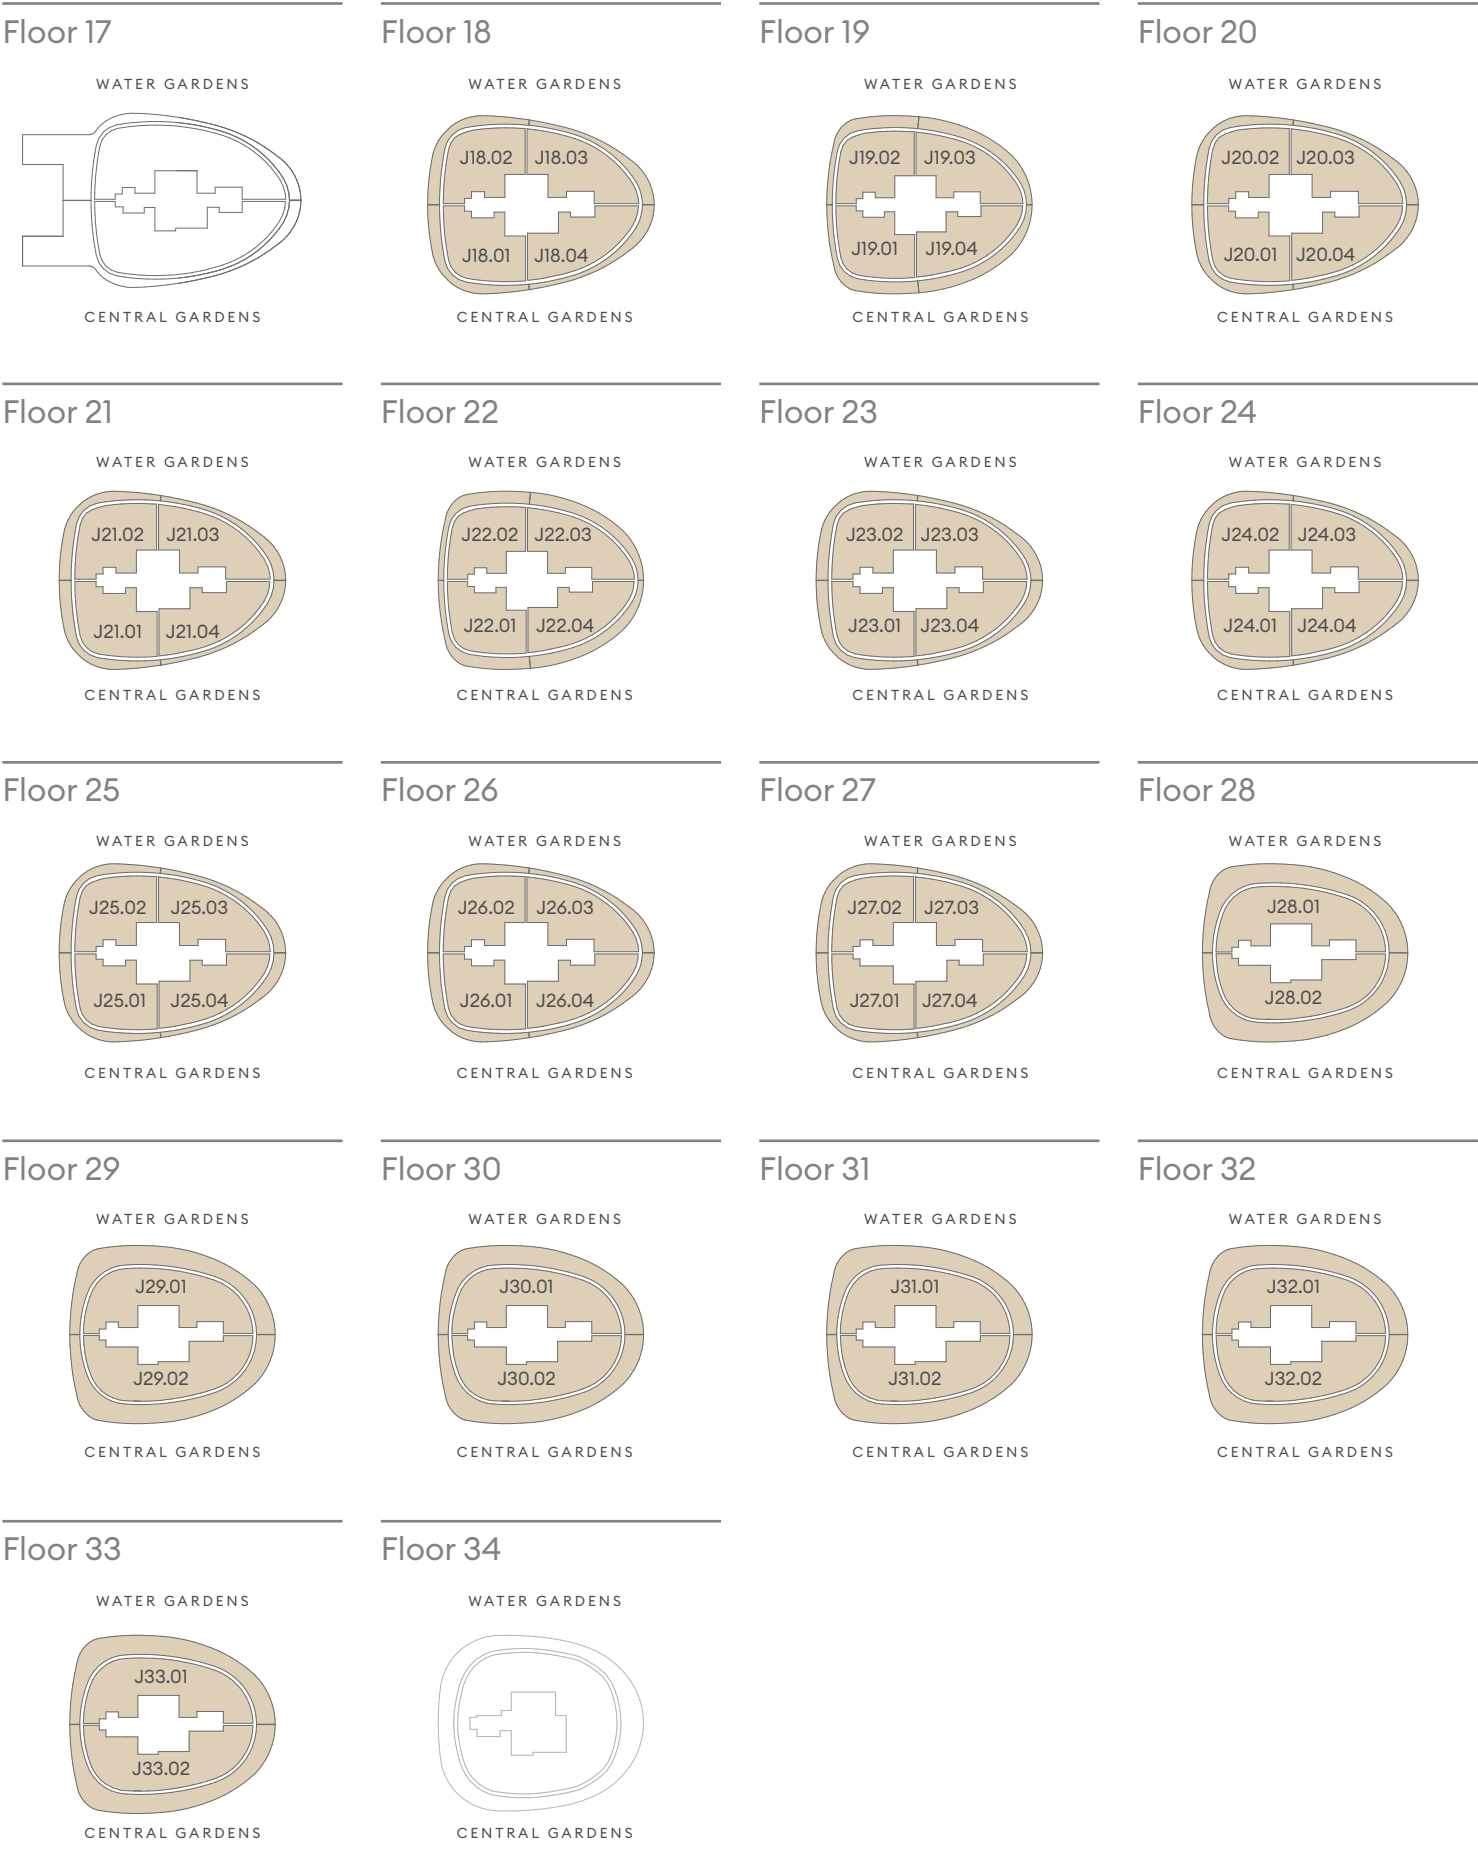 Floor 17
WATER GARDENS
CENTRAL GARDENS
Floor 18
WATER GARDENS
J18.02 J18.03
J18.01 J18.04
CENTRAL GARDENS
Floor 19
WATER GARDENS
J19.02 J19.03
J19.01 J19.04
CENTRAL GARDENS
Floor 20
WATER GARDENS
J20.02 J20.03
J20.01 J20.04
CENTRAL GARDENS
Floor 21
WATER GARDENS
J21.02 J21.03
J21.01 J21.04
CENTRAL GARDENS
Floor 22
WATER GARDENS
J22.02 J22.03
J22.01 J22.04
CENTRAL GARDENS
Floor 23
WATER GARDENS
J23.02 J23.03
J23.01 J23.04
CENTRAL GARDENS
Floor 24
WATER GARDENS
J24.02 J24.03
J24.01 J24.04
CENTRAL GARDENS
Floor 25
WATER GARDENS
J25.02 J25.03
J25.01 J25.04
CENTRAL GARDENS
Floor 26
WATER GARDENS
J26.02 J26.03
J26.01 J26.04
CENTRAL GARDENS
Floor 27
WATER GARDENS
J27.02 J27.03
J27.01 J27.04
CENTRAL GARDENS
Floor 28
WATER GARDENS
J28.01
J28.02
CENTRAL GARDENS
Floor 29
WATER GARDENS
J29.01
J29.02
CENTRAL GARDENS
Floor 30
WATER GARDENS
J30.01
J30.02
CENTRAL GARDENS
Floor 31
WATER GARDENS
J31.01
J31.02
CENTRAL GARDENS
Floor 32
WATER GARDENS
J32.01
J32.02
CENTRAL GARDENS
Floor 33
WATER GARDENS
J33.01
J33.02
CENTRAL GARDENS
Floor 34
WATER GARDENS
CENTRAL GARDENS